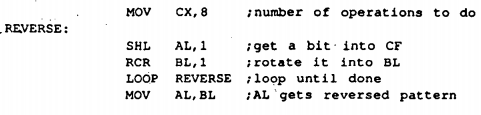 MOV CX,8 ;number of operations to do
REVERSE:
SHL AL,1 ;get a bit into CF
RCR BL,1 ;rotate it into BL
LOOP REVERSE ;loop until done
MOV AL,BL ;AL gets reversed pattern